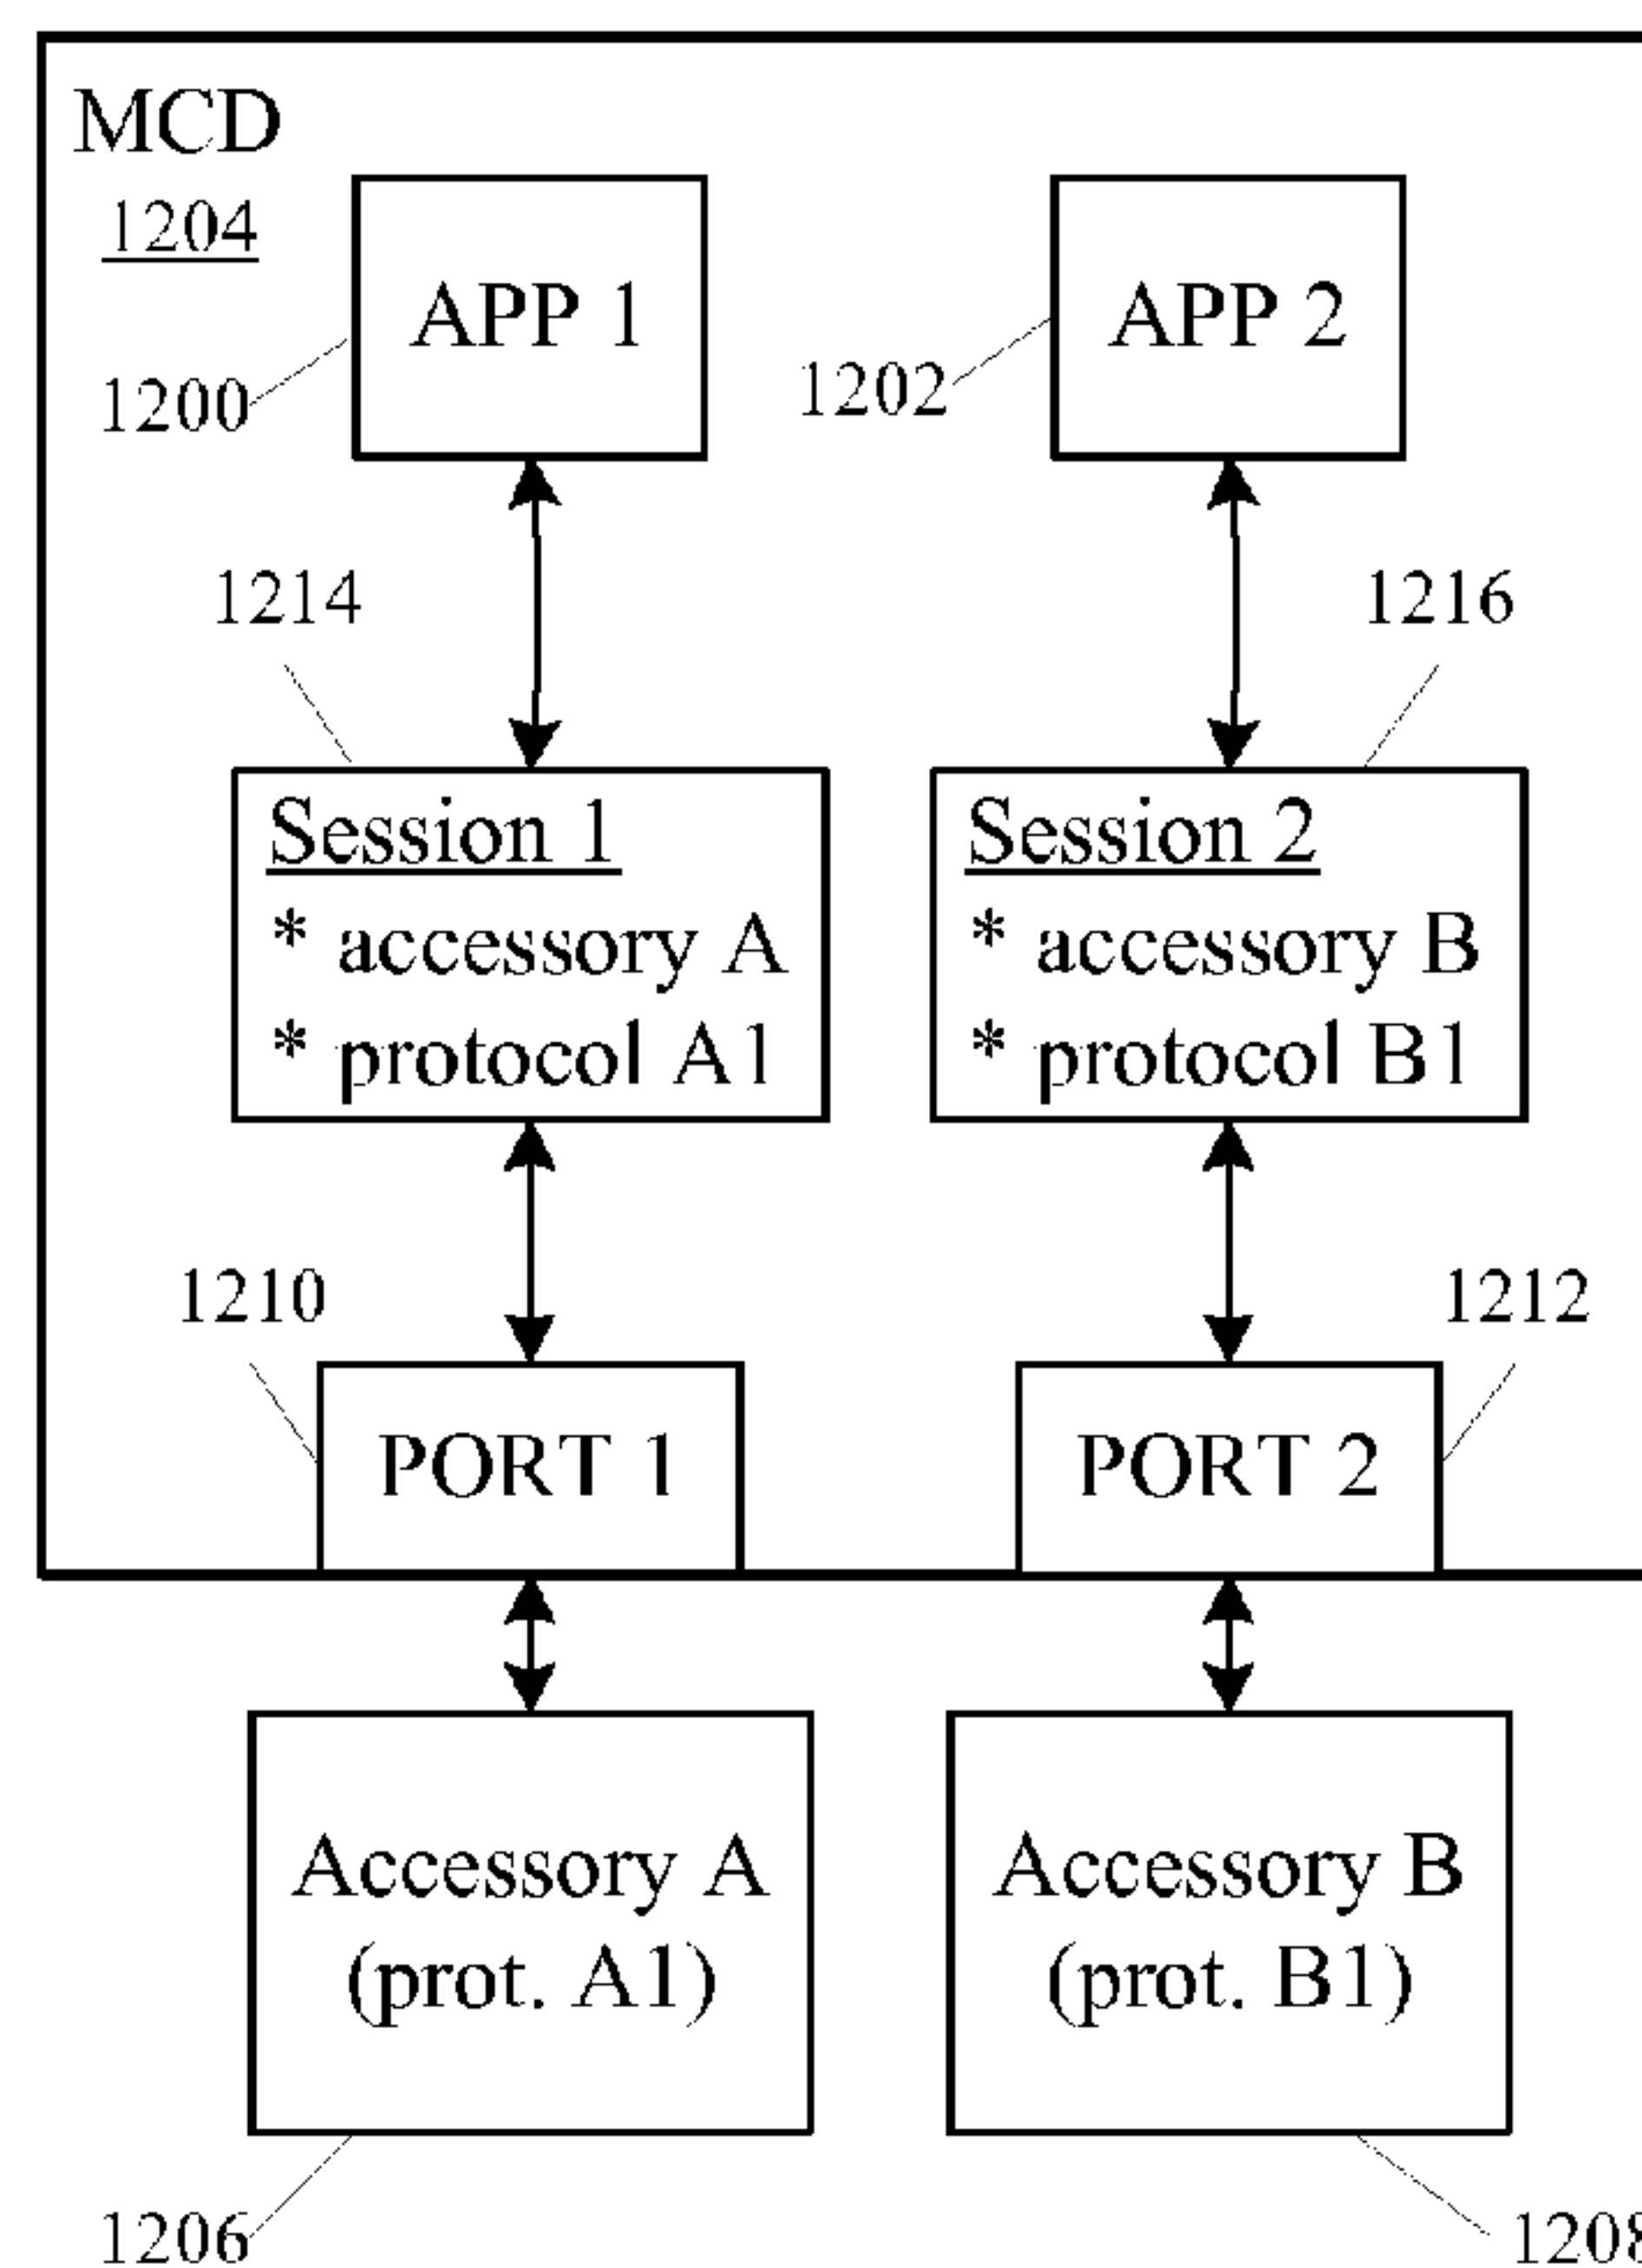 MCD
1204
APP 1
APP 2
1200
1202
1214
1216
Session 1
* accessory A
* protocol A1
Session 2
* accessory B
* protocol B1
1210
1212
PORT 1
PORT 2
Accessory A
(prot. A1)
Accessory B
(prot. B1)
1206
1208